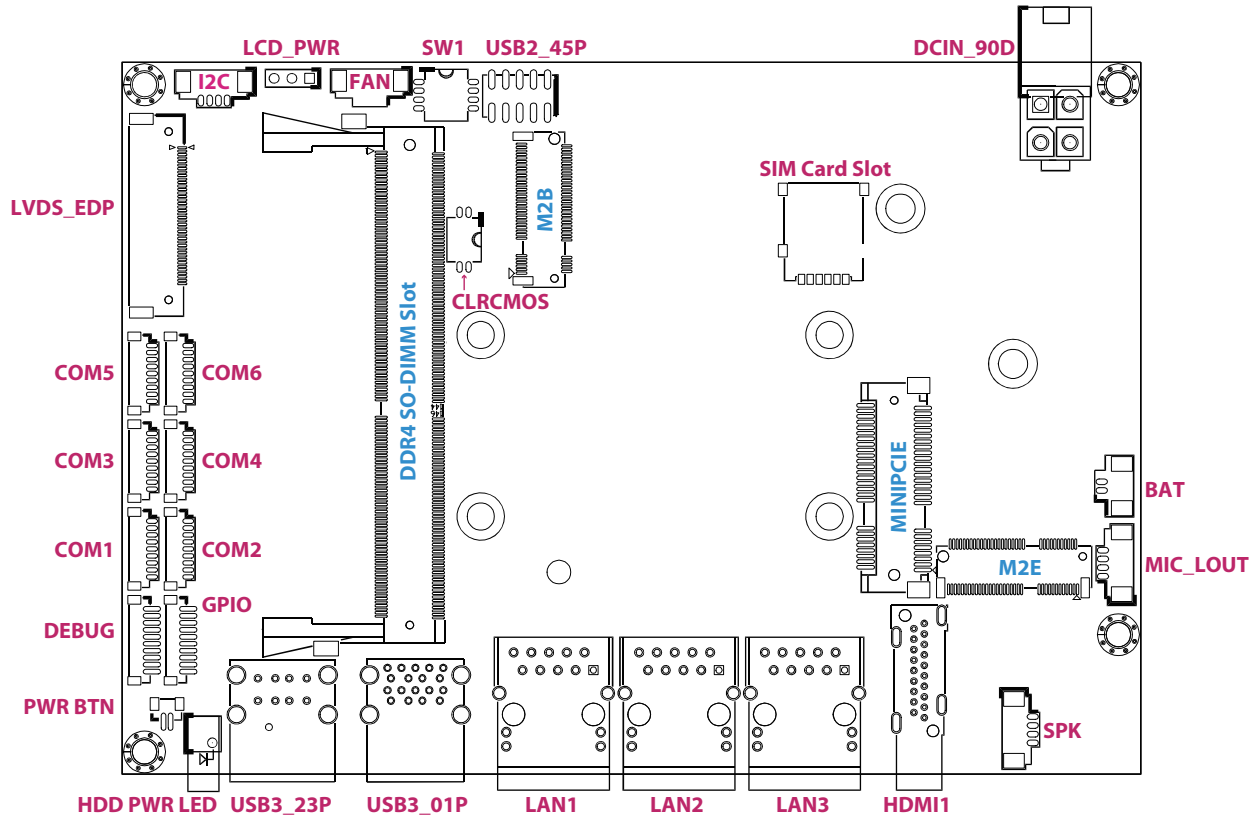 LCD_PWR
SW1
USB2_45P
DCIN_90D
I2C
FAN
SIM Card Slot
LVDS_EDP
M2B
CLRCMOS
DDR4 SO-DIMM Slot
COM5
COM6
COM3
COM4
MINIPCIE
BAT
COM1
COM2
M2E
MIC_LOUT
GPIO
DEBUG
PWR BTN
SPK
HDD PWR LED
USB3_23P
USB3_01P
LAN1
LAN2
LAN3
HDMI1